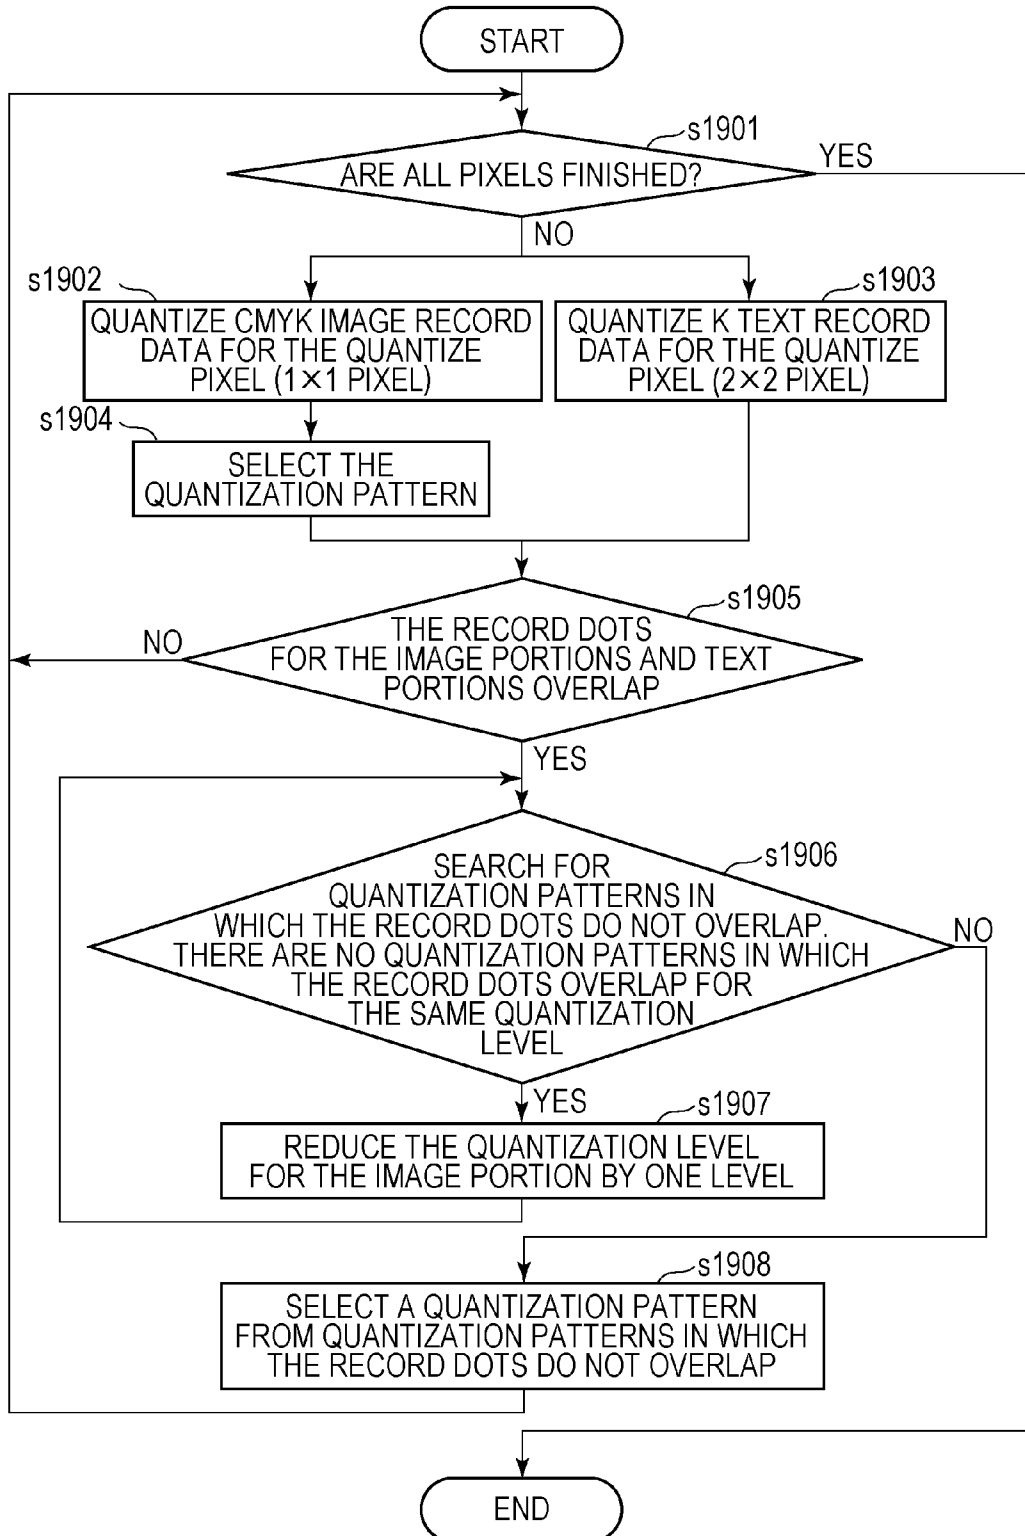 START
s1901
ARE ALL PIXELS FINISHED?
YES
NO
s1902
QUANTIZE CMYK IMAGE RECORD
DATA FOR THE QUANTIZE
PIXEL (1×1 PIXEL)
s1903
QUANTIZE K TEXT RECORD
DATA FOR THE QUANTIZE
PIXEL (2×2 PIXEL)
s1904
SELECT THE
QUANTIZATION PATTERN
s1905
THE RECORD DOTS
FOR THE IMAGE PORTIONS AND TEXT
PORTIONS OVERLAP
NO
YES
s1906
SEARCH FOR
QUANTIZATION PATTERNS IN
WHICH THE RECORD DOTS DO NOT OVERLAP.
THERE ARE NO QUANTIZATION PATTERNS IN WHICH
THE RECORD DOTS OVERLAP FOR
THE SAME QUANTIZATION
LEVEL
NO
YES
s1907
REDUCE THE QUANTIZATION LEVEL
FOR THE IMAGE PORTION BY ONE LEVEL
s1908
SELECT A QUANTIZATION PATTERN
FROM QUANTIZATION PATTERNS IN WHICH
THE RECORD DOTS DO NOT OVERLAP
END